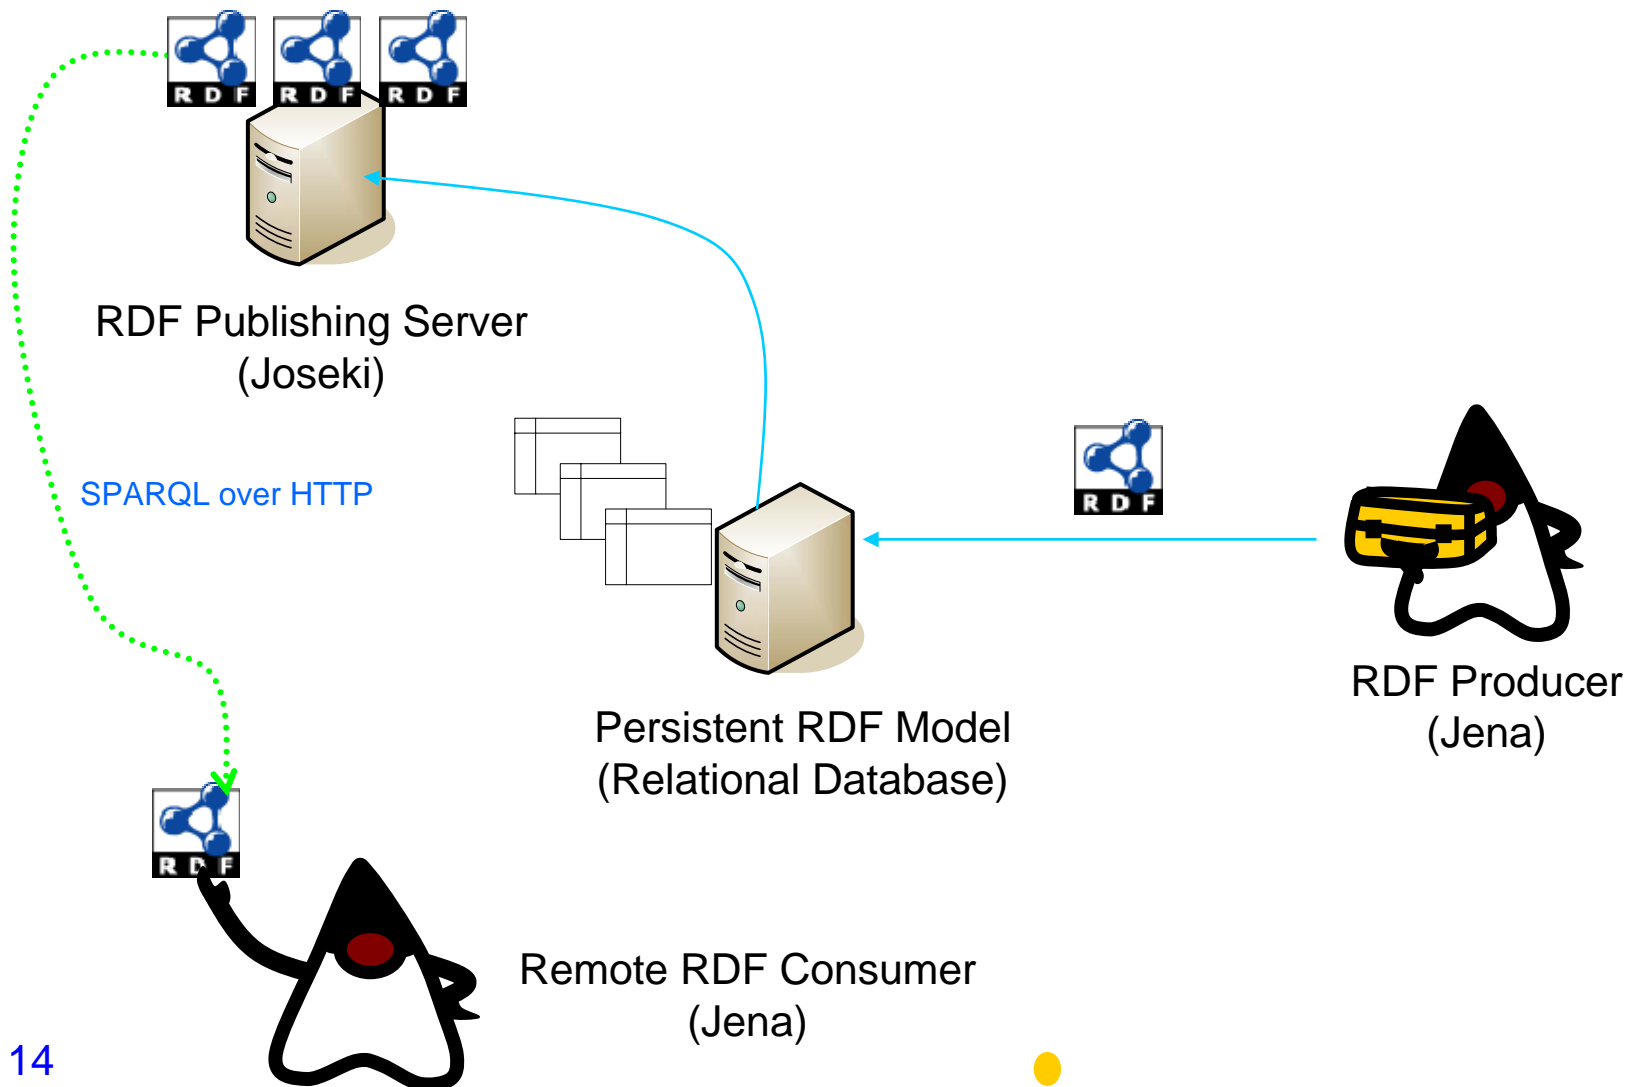 RDF RDF RDF
RDF Publishing Server
(Joseki)
SPARQL over HTTP
RDF
RDF Producer
(Jena)
Persistent RDF Model
(Relational Database)
RDF
Remote RDF Consumer
(Jena)
14